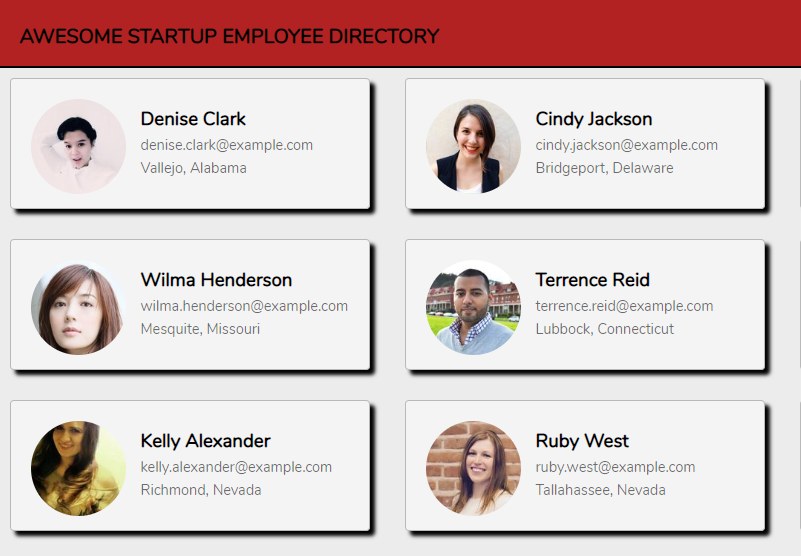 AWESOME STARTUP EMPLOYEE DIRECTORY
Denise Clark
denise.clark@example.com
Vallejo, Alabama
Cindy Jackson
cindy.jackson@example.com
Bridgeport, Delaware
Wilma Henderson
wilma.henderson@example.com
Mesquite, Missouri
Terrence Reid
terrence.reid@example.com
Lubbock, Connecticut
Kelly Alexander
kelly.alexander@example.com
Richmond, Nevada
Ruby West
ruby.west@example.com
Tallahassee, Nevada